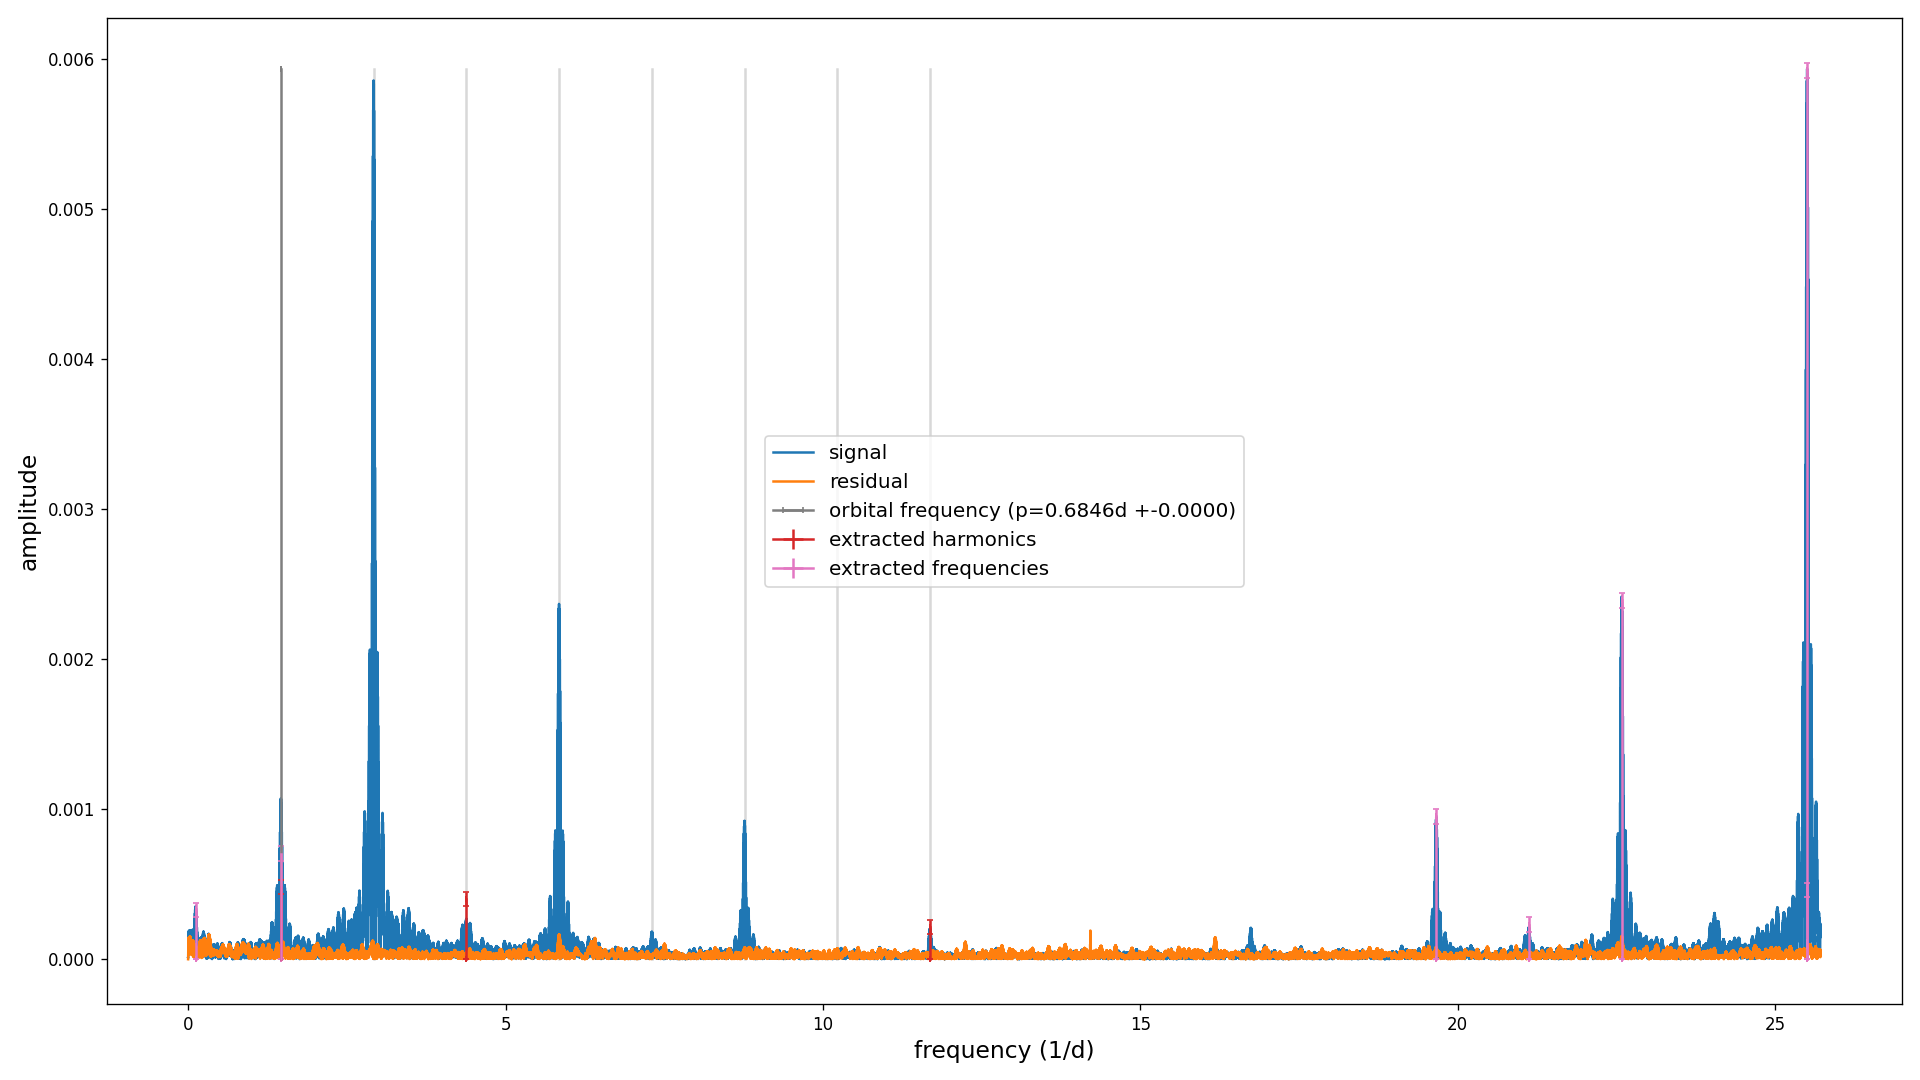 0.006
0.005
0.004
0.003
0.002
0.001
0.000
amplitude
signal
residual
orbital frequency (p=0.6846d +-0.0000)
extracted harmonics
extracted frequencies
0 5 10 15 20 25
frequency (1/d)